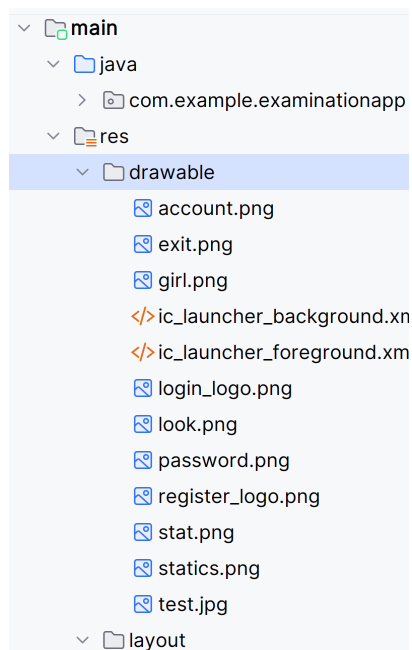 main
java
com.example.examinationapp
res
drawable
account.png
exit.png
girl.png
ic_launcher_background.xm
ic_launcher_foreground.xm
login_logo.png
look.png
password.png
register_logo.png
stat.png
statics.png
test.jpg
layout